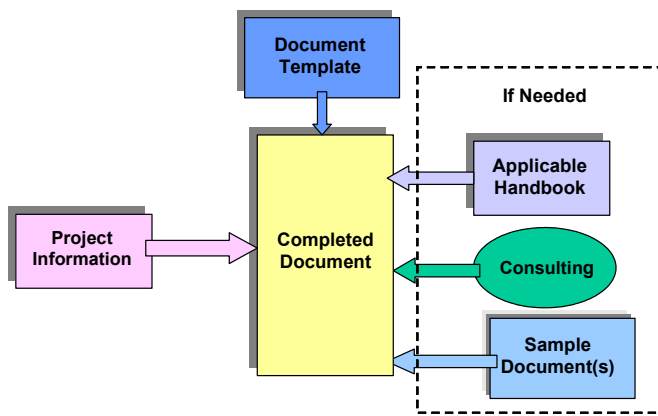 Document
Template
If Needed
Applicable
Handbook
Project
Information
Completed
Document
Consulting
Sample
Document(s)